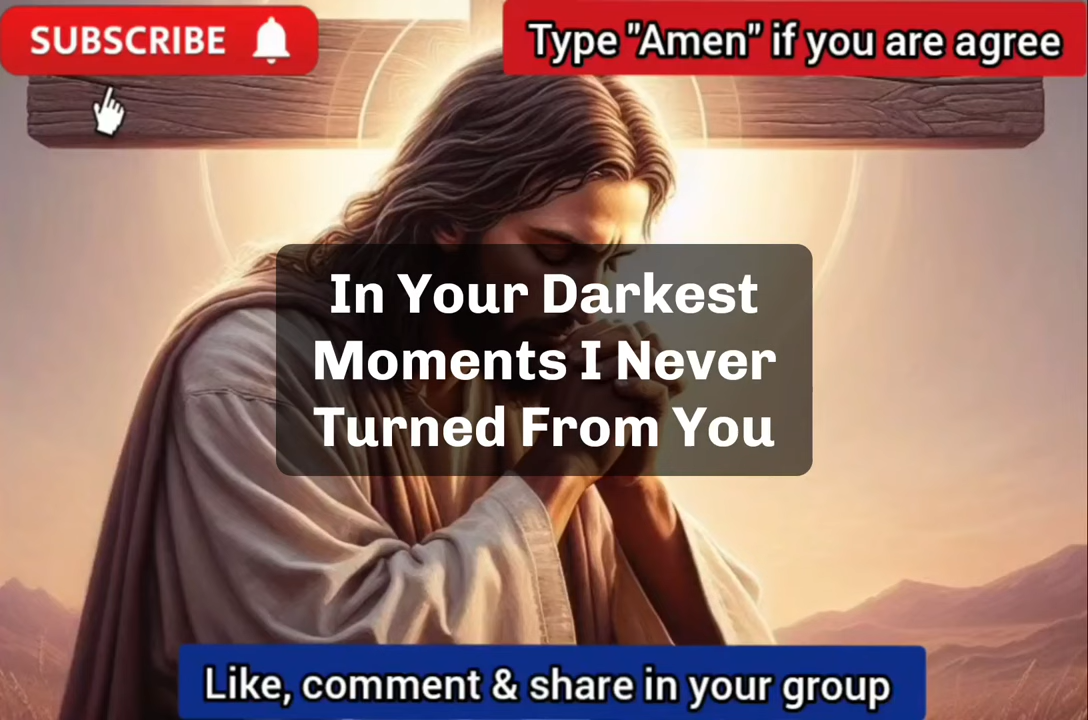 SUBSCRIBE
Type "Amen" if you are agree
In Your Darkest
Moments I Never
Turned From You
Like, comment & share in your group